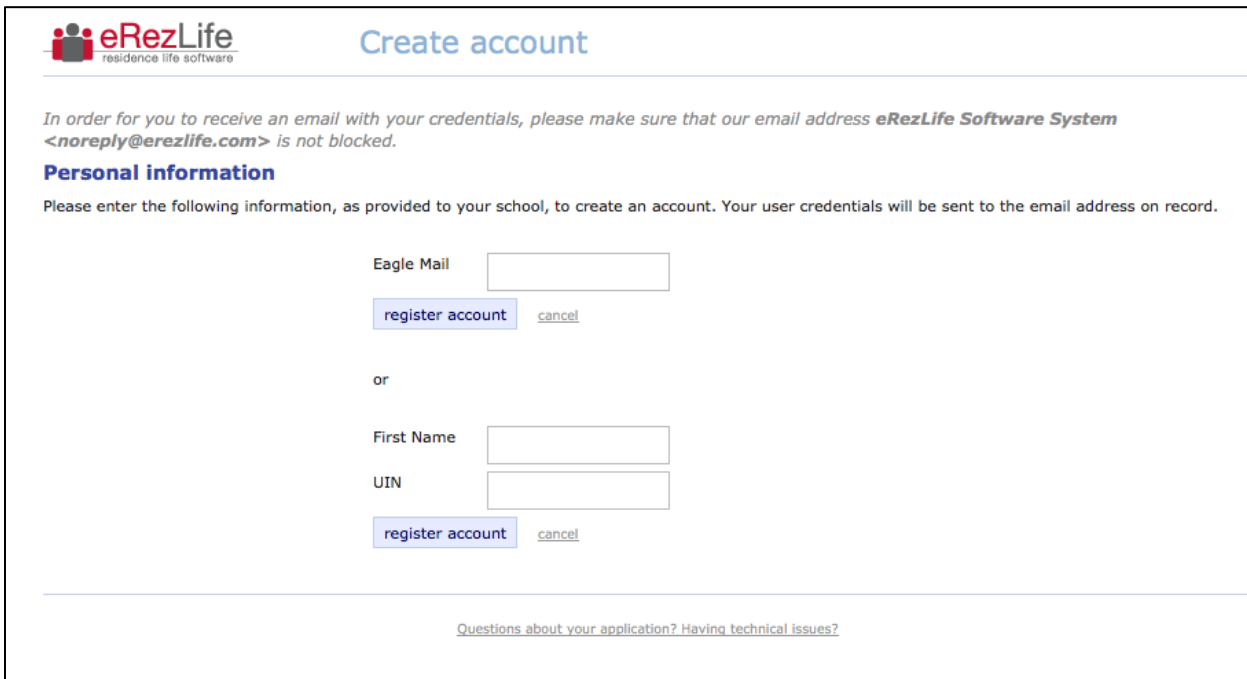 eRezLife
residence life software
Create account
In order for you to receive an email with your credentials, please make sure that our email address eRezLife Software System
<noreply@erezlife.com> is not blocked.
Personal information
Please enter the following information, as provided to your school, to create an account. Your user credentials will be sent to the email address on record.
Eagle Mail
register account cancel
or
First Name
UIN
register account cancel
Questions about your application? Having technical issues?